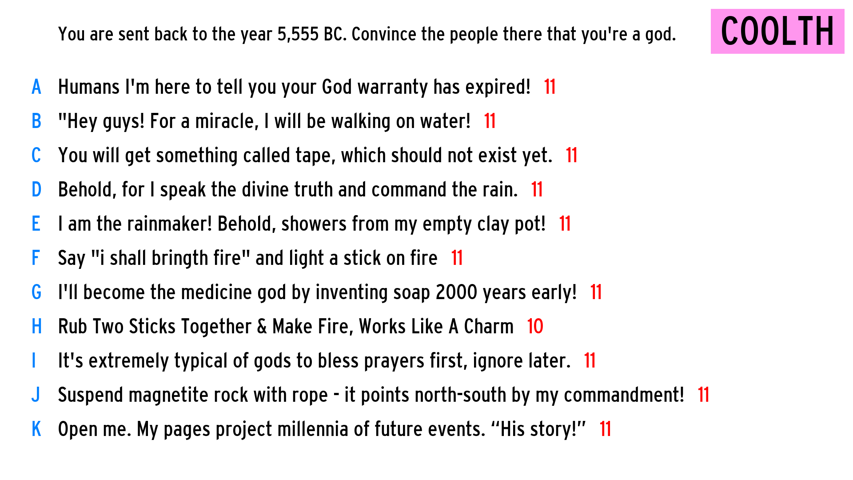 You are sent back to the year 5,555 BC. Convince the people there that you're a god.
COOLTH
A Humans I'm here to tell you your God warranty has expired! 11
B "Hey guys! For a miracle, I will be walking on water! 11
C You will get something called tape, which should not exist yet. 11
D Behold, for I speak the divine truth and command the rain. 11
E I am the rainmaker! Behold, showers from my empty clay pot! 11
F Say "i shall bringth fire" and light a stick on fire 11
G I'll become the medicine god by inventing soap 2000 years early! 11
H Rub Two Sticks Together & Make Fire, Works Like A Charm 10
I It's extremely typical of gods to bless prayers first, ignore later. 11
J Suspend magnetite rock with rope - it points north-south by my commandment! 11
K Open me. My pages project millennia of future events. “His story!” 11